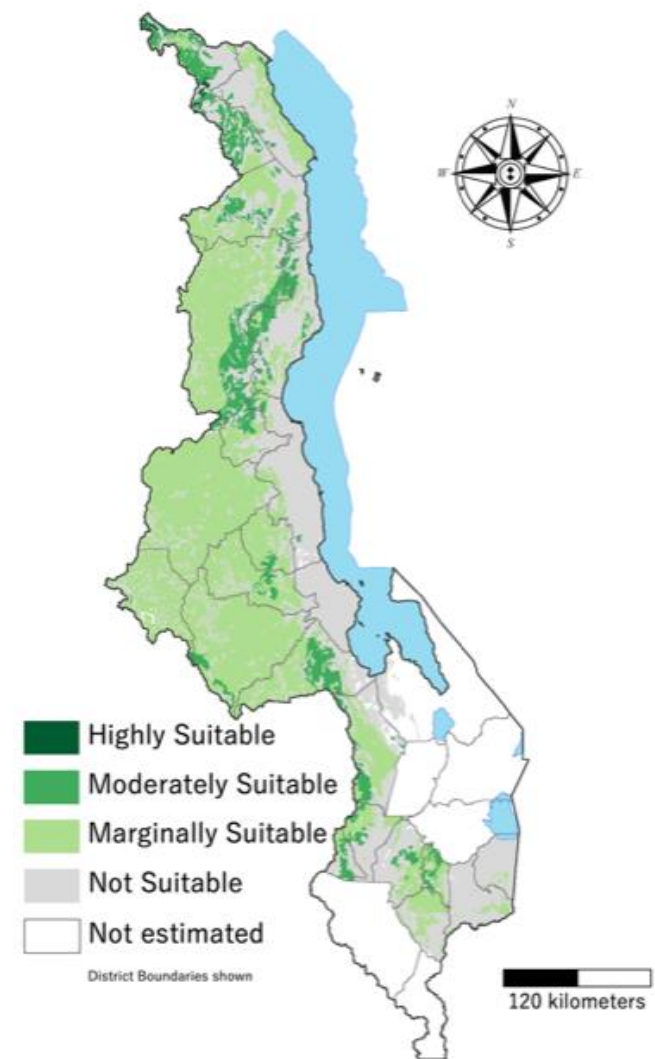 N
W
E
S
Highly Suitable
Moderately Suitable
Marginally Suitable
Not Suitable
Not estimated
District Boundaries shown
120 kilometers